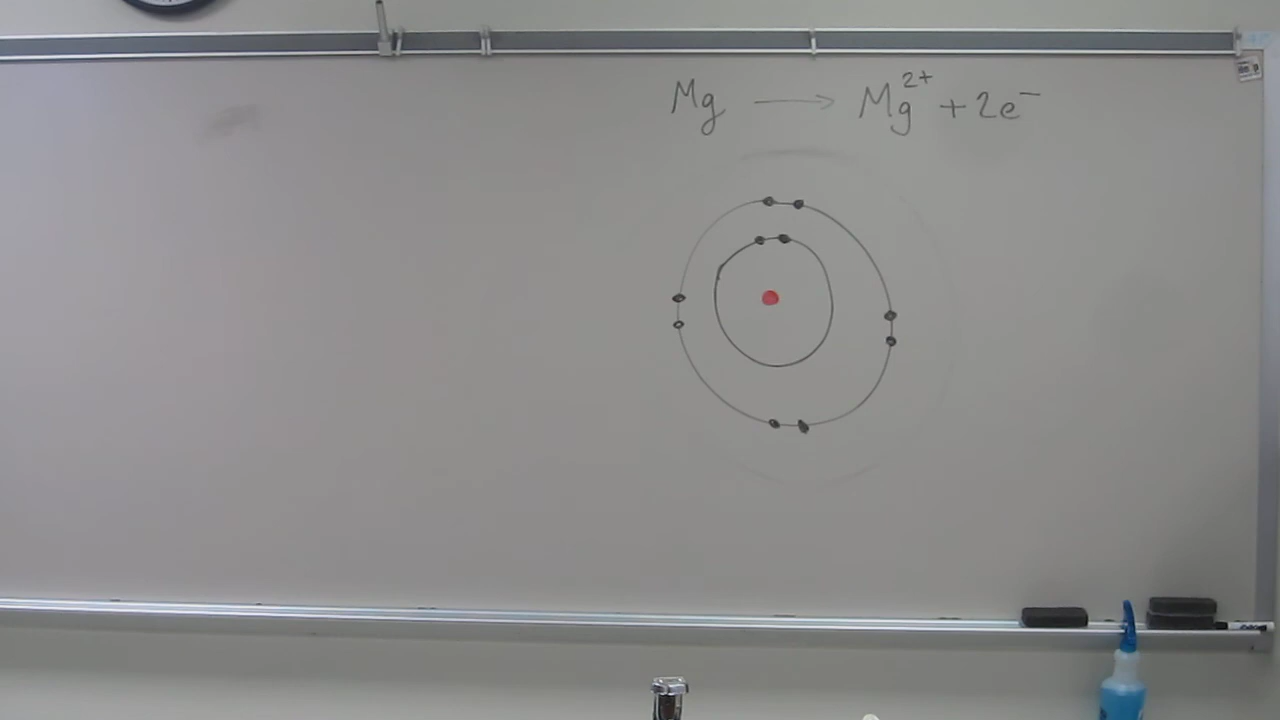 Mg ⟶ Mg²⁺ + 2e⁻